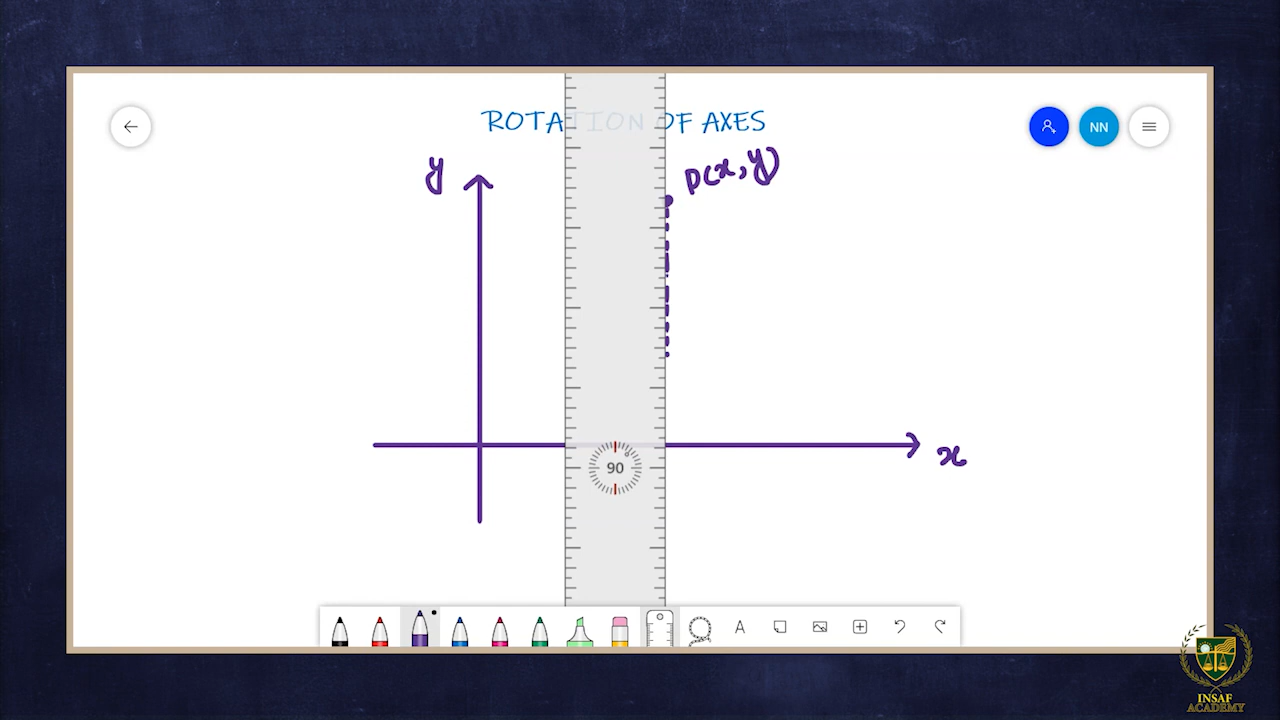 ROTATION OF AXES
NN
y
P(x, y)
x
90
A
INSAF
ACADEMY